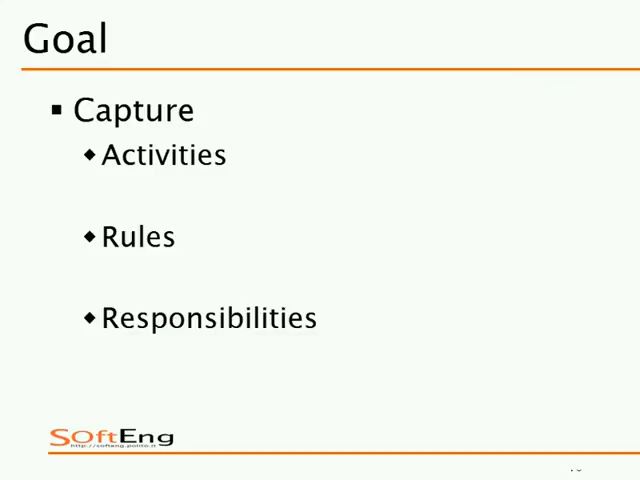 Goal
▪ Capture
◆ Activities
◆ Rules
◆ Responsibilities
SOftEng
http://softeng.polito.it